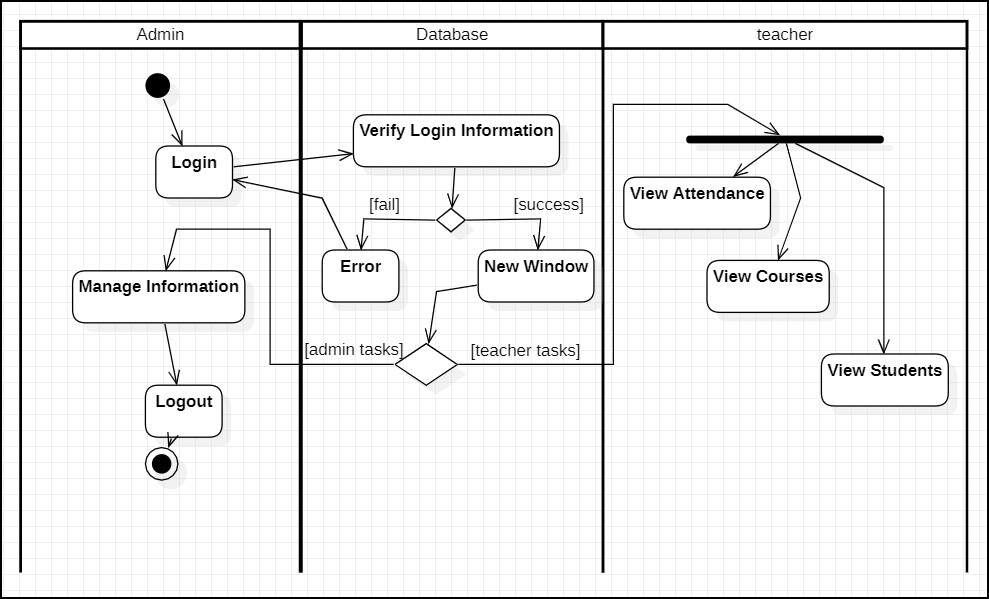 Admin
Database
teacher
Login
Verify Login Information
[fail]
[success]
Error
New Window
Manage Information
[admin tasks]
[teacher tasks]
Logout
View Attendance
View Courses
View Students